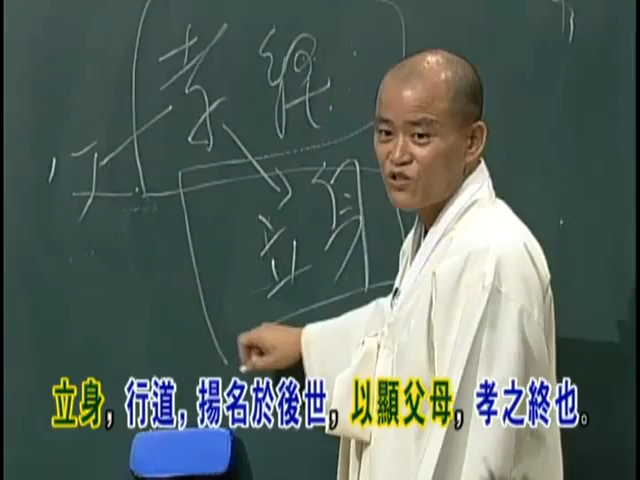 孝經
立身
立身, 行道, 揚名於後世, 以顯父母, 孝之終也.